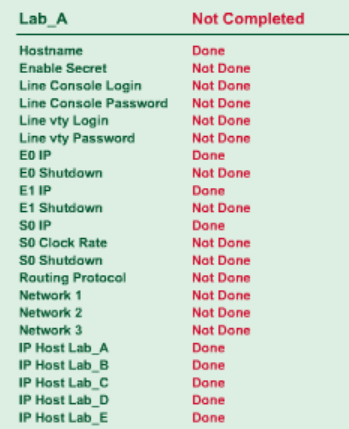 Lab_A Not Completed
Hostname Done
Enable Secret Not Done
Line Console Login Not Done
Line Console Password Not Done
Line vty Login Not Done
Line vty Password Not Done
E0 IP Done
E0 Shutdown Not Done
E1 IP Done
E1 Shutdown Not Done
S0 IP Done
S0 Clock Rate Not Done
S0 Shutdown Not Done
Routing Protocol Not Done
Network 1 Not Done
Network 2 Not Done
Network 3 Not Done
IP Host Lab_A Done
IP Host Lab_B Done
IP Host Lab_C Done
IP Host Lab_D Done
IP Host Lab_E Done